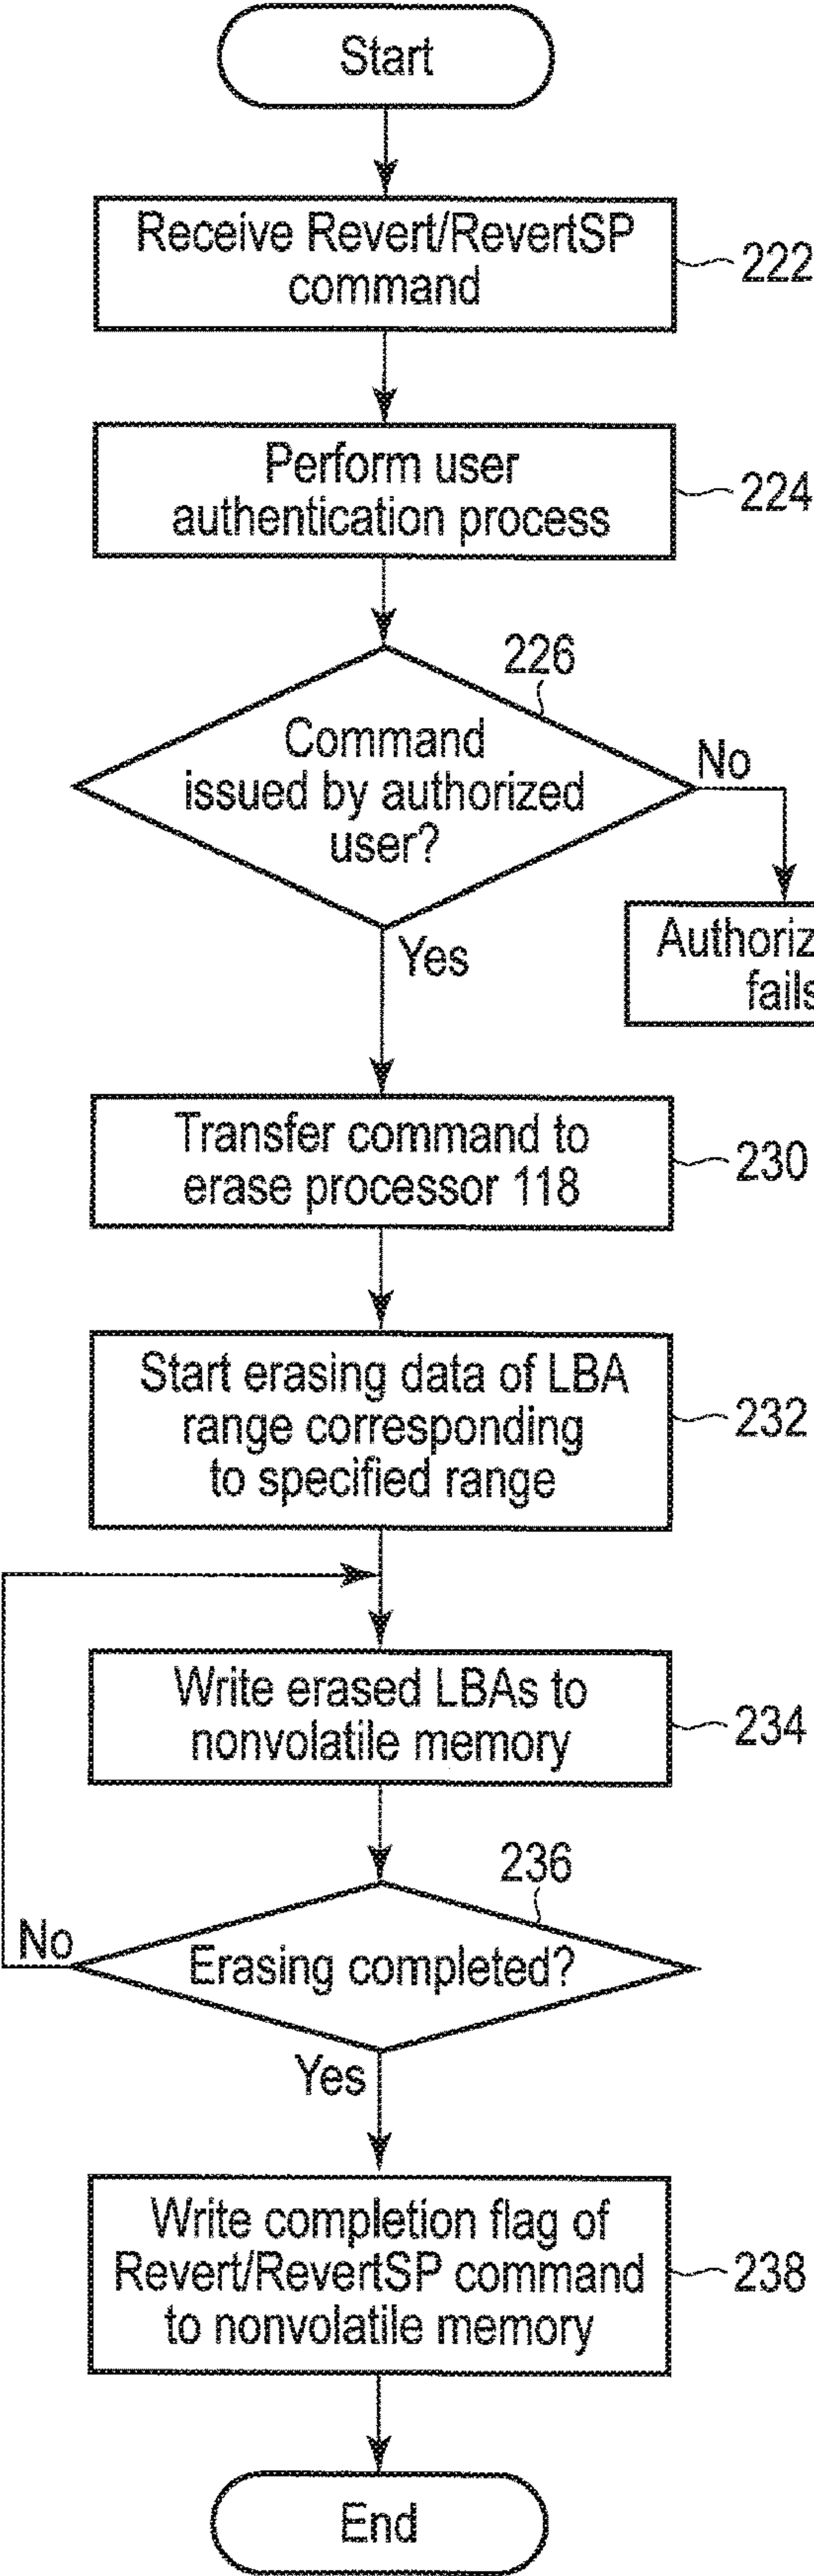 Start
Receive Revert/RevertSP
command
222
Perform user
authentication process
224
226
Command
issued by authorized
user?
No
Yes
fails
Transfer command to
erase processor 118
230
Start erasing data of LBA
range corresponding
to specified range
232
Write erased LBAs to
nonvolatile memory
234
236
Erasing completed?
No
Yes
Write completion flag of
Revert/RevertSP command
to nonvolatile memory
238
End